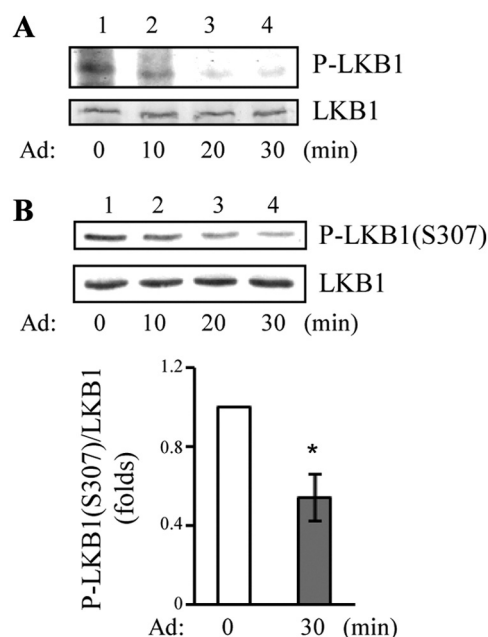 A
1 2 3 4
P-LKB1
LKB1
Ad: 0 10 20 30 (min)
B
1 2 3 4
P-LKB1(S307)
LKB1
Ad: 0 10 20 30 (min)
P-LKB1(S307)/LKB1
(folds)
1.2
0.8
0.4
0
*
Ad: 0 30 (min)